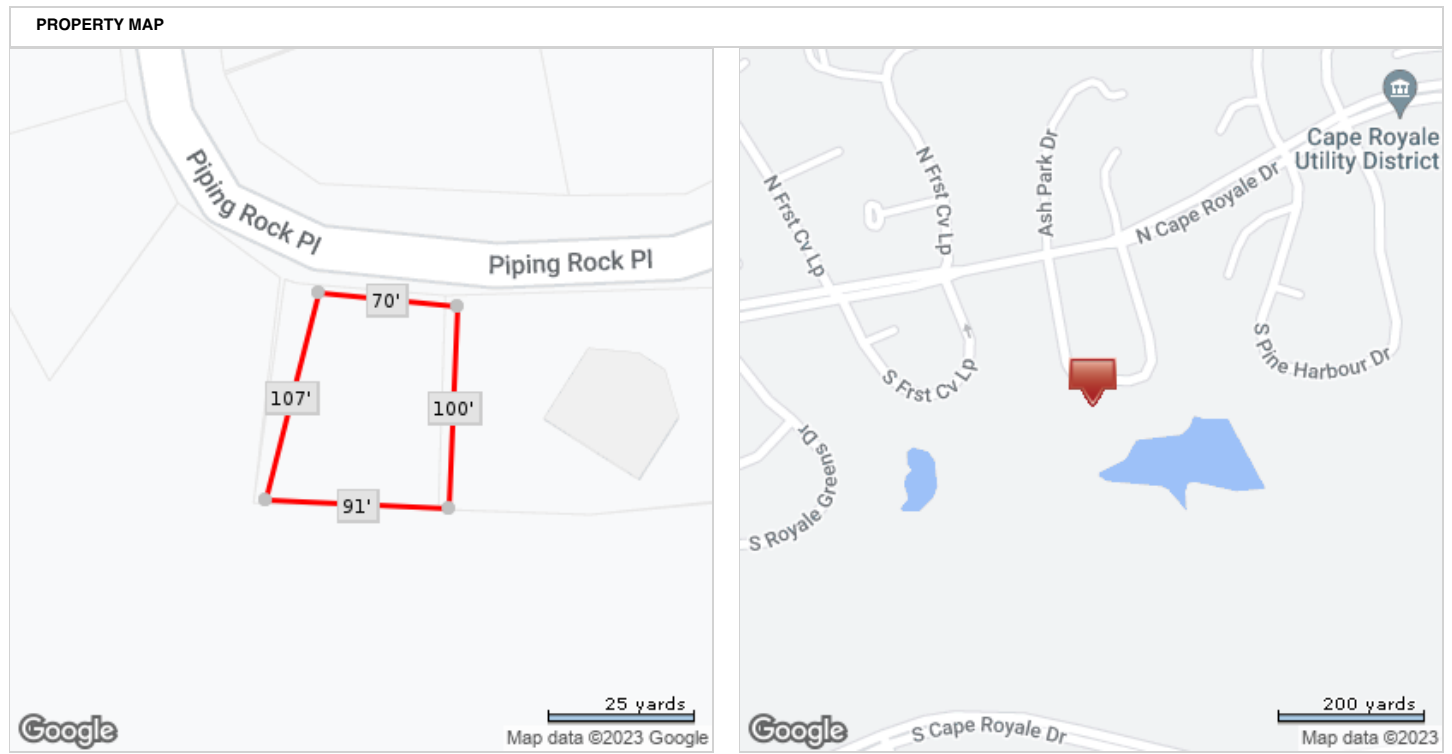 PROPERTY MAP
Piping Rock Pl
Piping Rock Pl
70'
107'
100'
91'
25 yards
Google
Map data ©2023 Google
Cape Royale
Utility District
N Frst Cv Lp
N Frst Cv Lp
Ash Park Dr
N Cape Royale Dr
S Frst Cv Lp
S Pine Harbour Dr
S Royale Greens Dr
200 yards
S Cape Royale Dr
Google
Map data ©2023